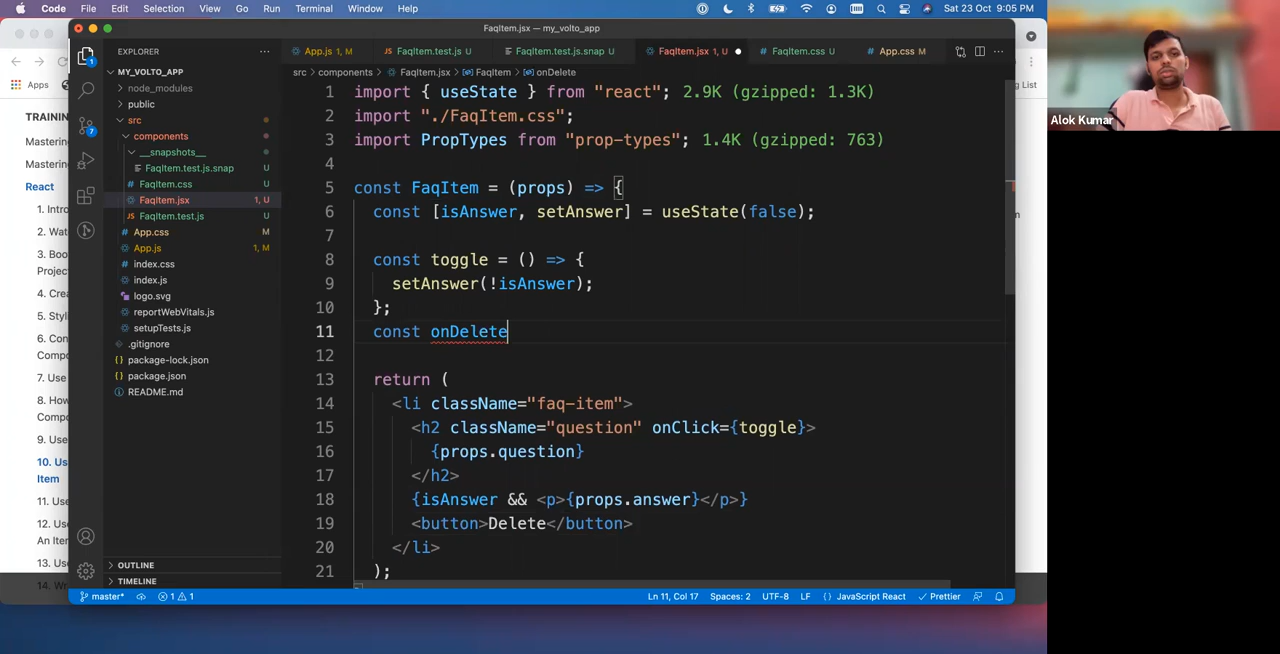 Code File Edit Selection View Go Run Terminal Window Help Sat 23 Oct 9:05 PM
FaqItem.jsx — my_volto_app
EXPLORER
App.js 1, M FaqItem.test.js U FaqItem.test.js.snap U FaqItem.jsx 1, U FaqItem.css U App.css M
src > components > FaqItem.jsx > FaqItem > onDelete
MY_VOLTO_APP
node_modules
public
src
components
__snapshots__
FaqItem.test.js.snap U
FaqItem.css U
FaqItem.jsx 1, U
FaqItem.test.js U
App.css M
App.js 1, M
index.css
index.js
logo.svg
reportWebVitals.js
setupTests.js
.gitignore
package-lock.json
package.json
README.md
OUTLINE
TIMELINE
1 import { useState } from "react"; 2.9K (gzipped: 1.3K)
2 import "./FaqItem.css";
3 import PropTypes from "prop-types"; 1.4K (gzipped: 763)
4
5 const FaqItem = (props) => {
6 const [isAnswer, setAnswer] = useState(false);
7
8 const toggle = () => {
9 setAnswer(!isAnswer);
10 };
11 const onDelete
12
13 return (
14 <li className="faq-item">
15 <h2 className="question" onClick={toggle}>
16 {props.question}
17 </h2>
18 {isAnswer && <p>{props.answer}</p>}
19 <button>Delete</button>
20 </li>
21 );
master* 1 1 Ln 11, Col 17 Spaces: 2 UTF-8 LF {} JavaScript React Prettier
1
7
Apps
TRAIN
Masterin
Masterin
React
1. Intro
2. Wat
3. Boo
Projec
4. Crea
5. Styli
6. Con
Compo
7. Use
8. How
Compo
9. Use
10. Us
Item
11. Use
12. Use
An Iter
13. Use
14. Wr
ng List
Alok Kumar